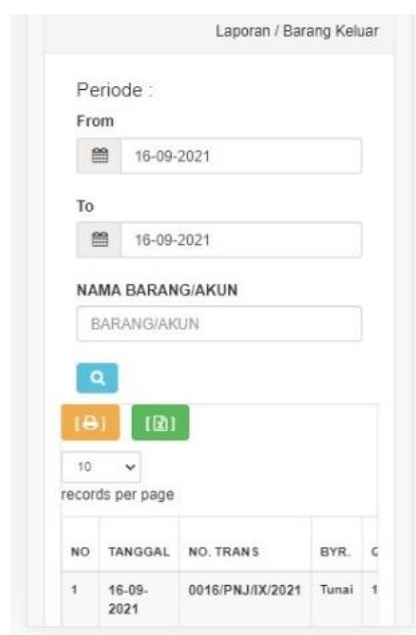 Laporan / Barang Keluar
Periode :
From
16-09-2021
To
16-09-2021
NAMA BARANG/AKUN
BARANG/AKUN
10
records per page
NO TANGGAL NO. TRANS BYR.
1 16-09-2021 0016/PNJ/IX/2021 Tunai 1